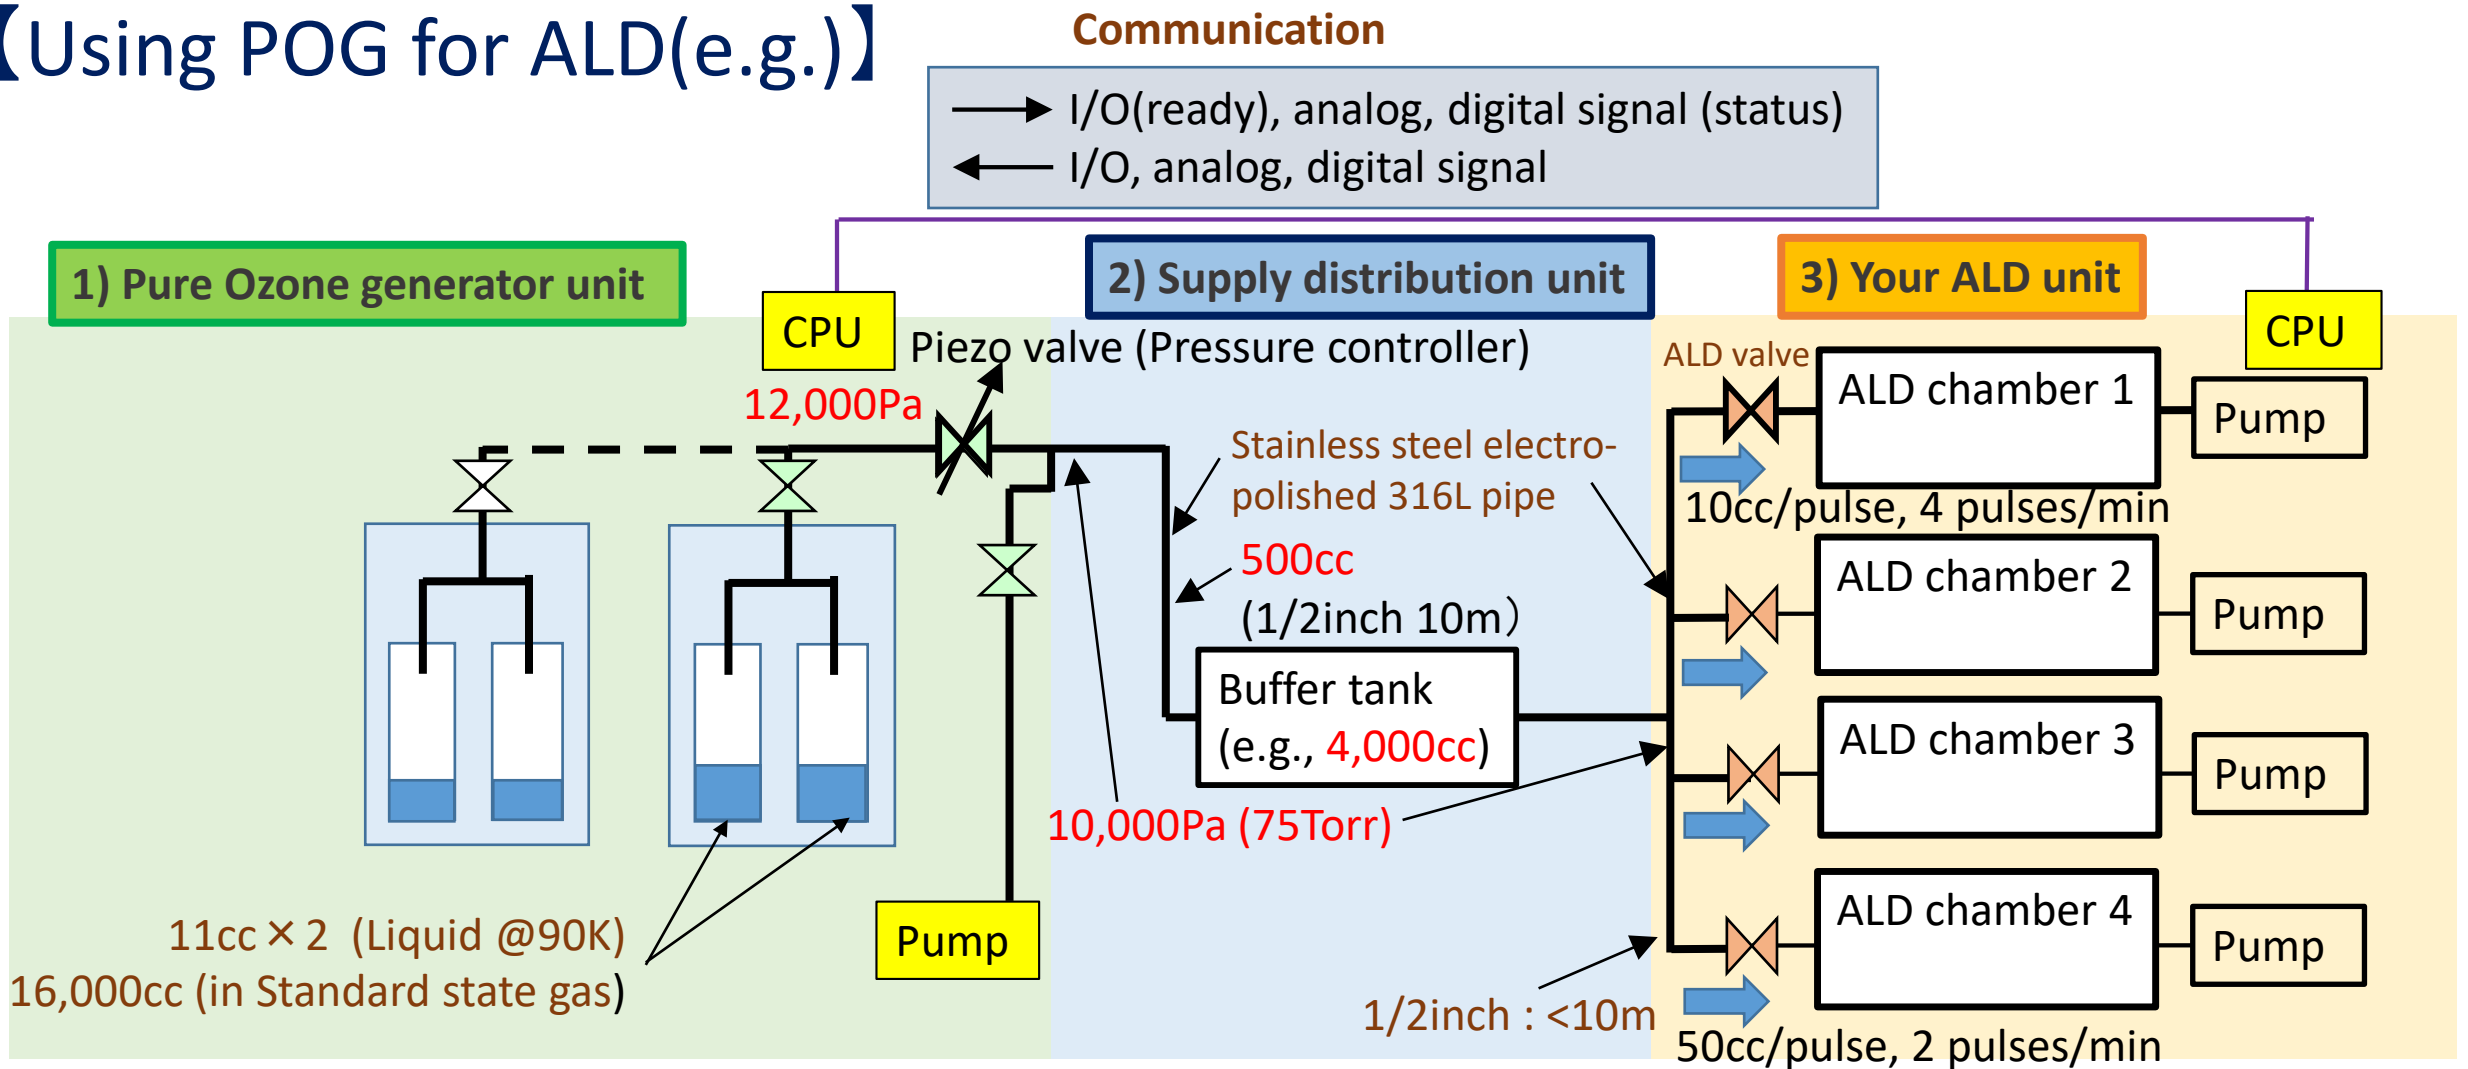 【Using POG for ALD(e.g.)】
Communication
I/O(ready), analog, digital signal (status)
I/O, analog, digital signal
1) Pure Ozone generator unit
2) Supply distribution unit
3) Your ALD unit
CPU
CPU
Piezo valve (Pressure controller)
12,000Pa
ALD valve
ALD chamber 1
Pump
Stainless steel electro-
polished 316L pipe
10cc/pulse, 4 pulses/min
500cc
(1/2inch 10m）
ALD chamber 2
Pump
Buffer tank
(e.g., 4,000cc)
ALD chamber 3
Pump
10,000Pa (75Torr)
11cc×2 (Liquid @90K)
16,000cc (in Standard state gas)
Pump
ALD chamber 4
Pump
1/2inch : <10m
50cc/pulse, 2 pulses/min